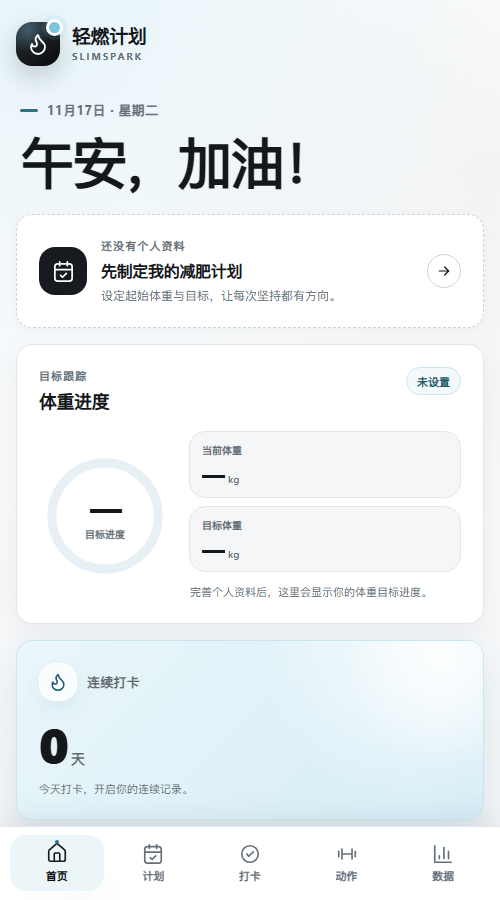 轻燃计划
SLIMSPARK
11月17日 · 星期二
午安，加油！
还没有个人资料
先制定我的减肥计划
设定起始体重与目标，让每次坚持都有方向。
目标跟踪
体重进度
未设置
—
目标进度
当前体重
— kg
目标体重
— kg
完善个人资料后，这里会显示你的体重目标进度。
连续打卡
0 天
今天打卡，开启你的连续记录。
首页
计划
打卡
动作
数据